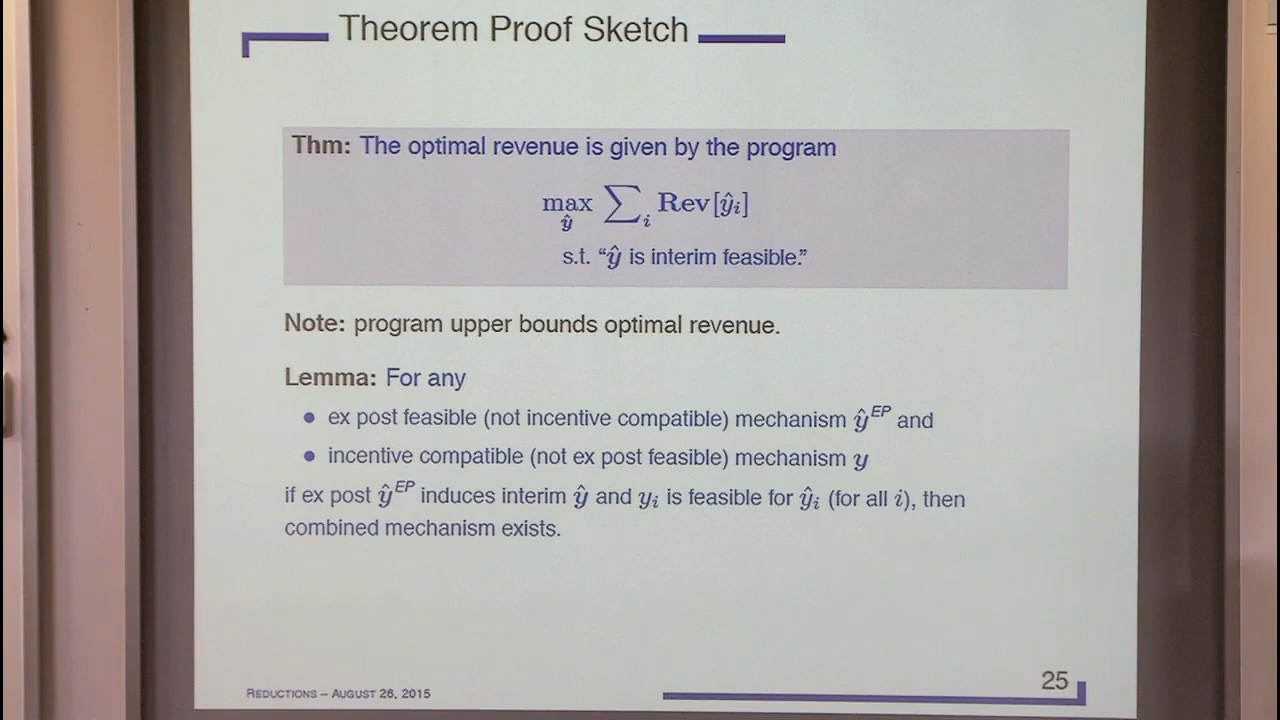 Theorem Proof Sketch
Thm: The optimal revenue is given by the program
max_ŷ ∑_i Rev[ŷ_i]
s.t. “ŷ is interim feasible.”
Note: program upper bounds optimal revenue.
Lemma: For any
• ex post feasible (not incentive compatible) mechanism ŷ^EP and
• incentive compatible (not ex post feasible) mechanism y
if ex post ŷ^EP induces interim ŷ and y_i is feasible for ŷ_i (for all i), then
combined mechanism exists.
REDUCTIONS – AUGUST 26, 2015
25